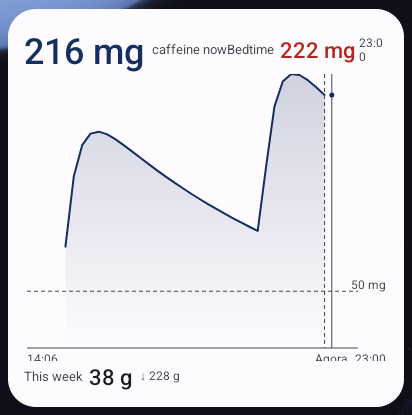 216 mg caffeine nowBedtime 222 mg 23:0
0
50 mg
14:06 Agora 23:00
This week 38 g ↓ 228 g